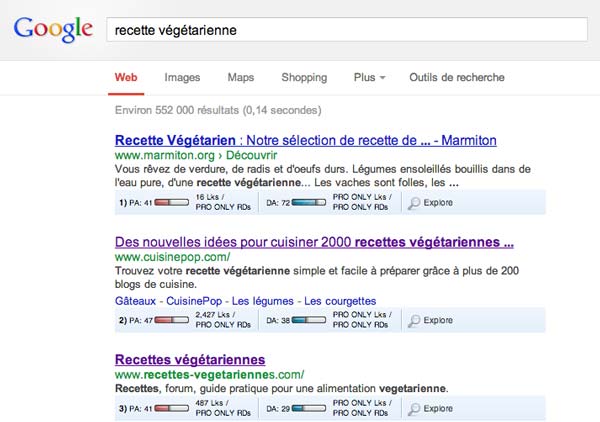 Google recette végétarienne
Web Images Maps Shopping Plus Outils de recherche
Environ 552 000 résultats (0,14 secondes)
Recette Végétarien : Notre sélection de recette de ... - Marmiton
www.marmiton.org › Découvrir
Vous rêvez de verdure, de radis et d'oeufs durs. Légumes ensoleillés bouillis dans de
l'eau pure, d'une recette végétarienne... Les vaches sont folles, les ...
1) PA: 41 16 Lks / DA: 72 PRO ONLY Lks / Explore
PRO ONLY RDs PRO ONLY RDs
Des nouvelles idées pour cuisiner 2000 recettes végétariennes ...
www.cuisinepop.com/
Trouvez votre recette végétarienne simple et facile à préparer grâce à plus de 200
blogs de cuisine.
Gâteaux - CuisinePop - Les légumes - Les courgettes
2) PA: 47 2,427 Lks / DA: 38 PRO ONLY Lks / Explore
PRO ONLY RDs PRO ONLY RDs
Recettes végétariennes
www.recettes-vegetariennes.com/
Recettes, forum, guide pratique pour une alimentation vegetarienne.
3) PA: 41 487 Lks / DA: 29 PRO ONLY Lks / Explore
PRO ONLY RDs PRO ONLY RDs